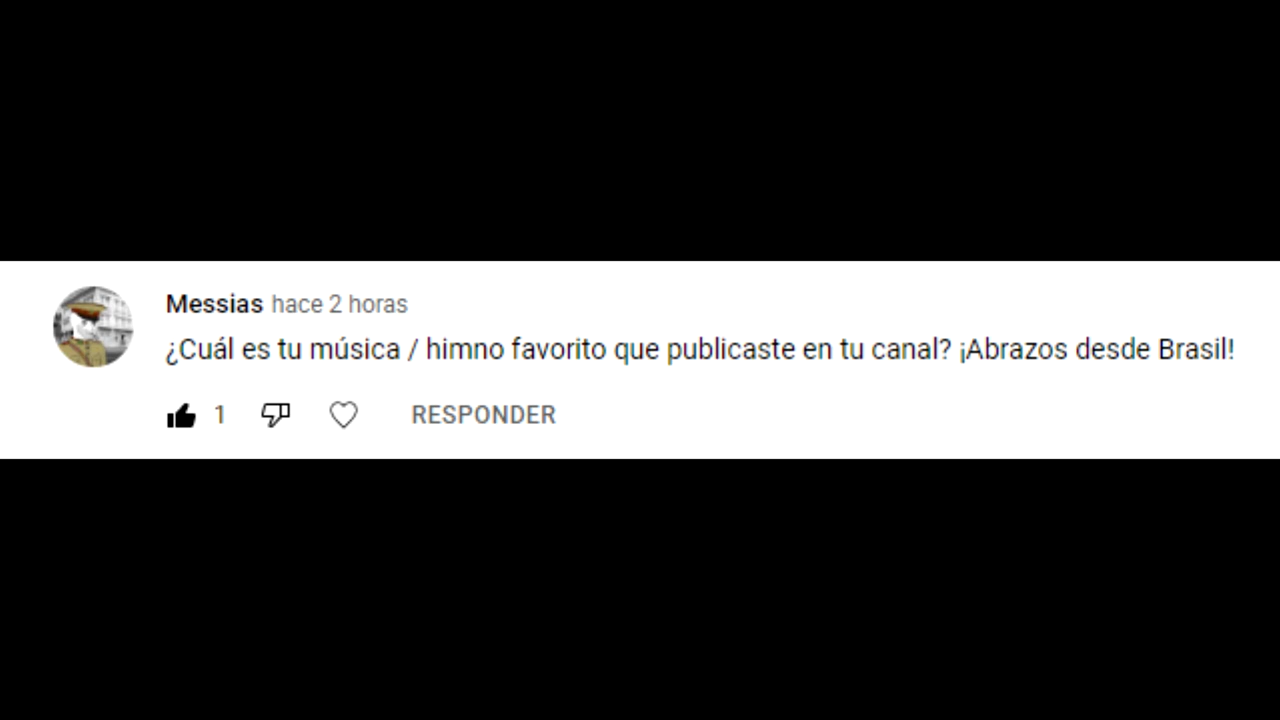 Messias hace 2 horas
¿Cuál es tu música / himno favorito que publicaste en tu canal? ¡Abrazos desde Brasil!
1 RESPONDER